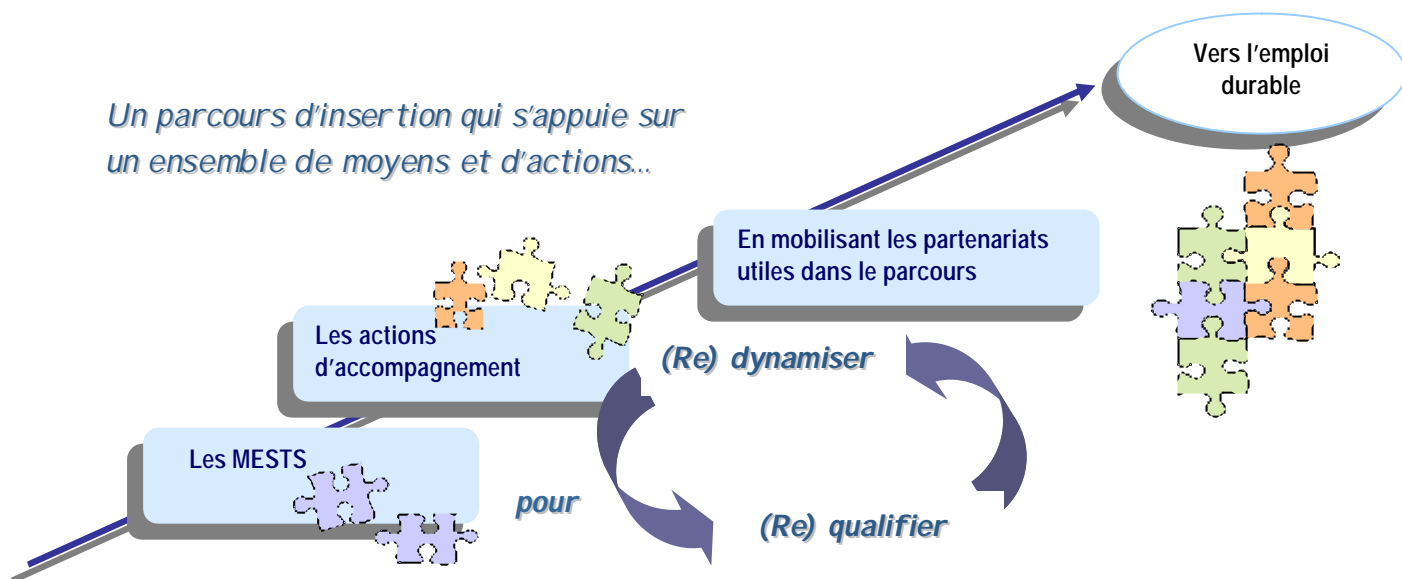 Vers l'emploi
durable
Un parcours d'insertion qui s'appuie sur
un ensemble de moyens et d'actions...
En mobilisant les partenariats
utiles dans le parcours
Les actions
d'accompagnement
(Re) dynamiser
Les MESTS
pour
(Re) qualifier